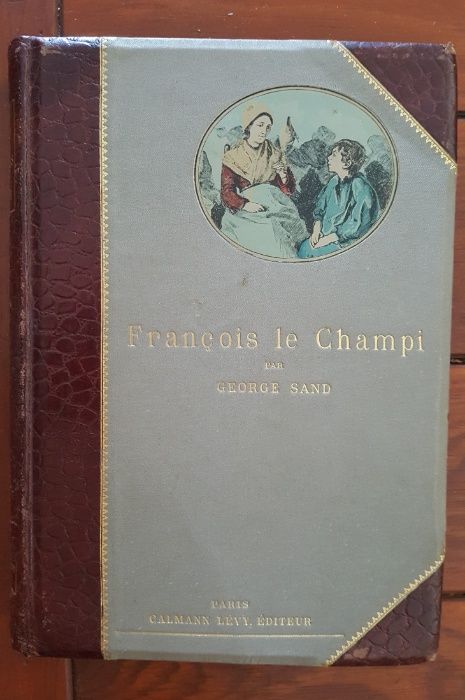 François le Champi
PAR
GEORGE SAND
PARIS
CALMANN LÉVY, ÉDITEUR